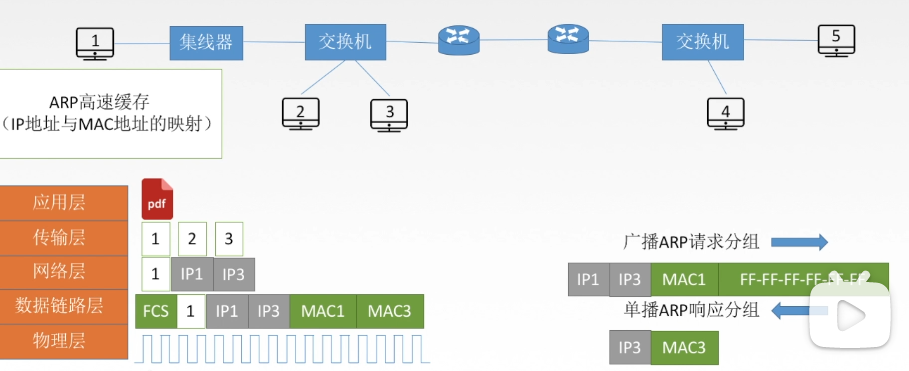 1
集线器
交换机
交换机
5
2
3
4
ARP高速缓存
（IP地址与MAC地址的映射）
应用层
pdf
传输层
1 2 3
网络层
1 IP1 IP3
数据链路层
FCS 1 IP1 IP3 MAC1 MAC3
物理层
广播ARP请求分组
IP1 IP3 MAC1 FF-FF-FF-FF-FF-FF
单播ARP响应分组
IP3 MAC3